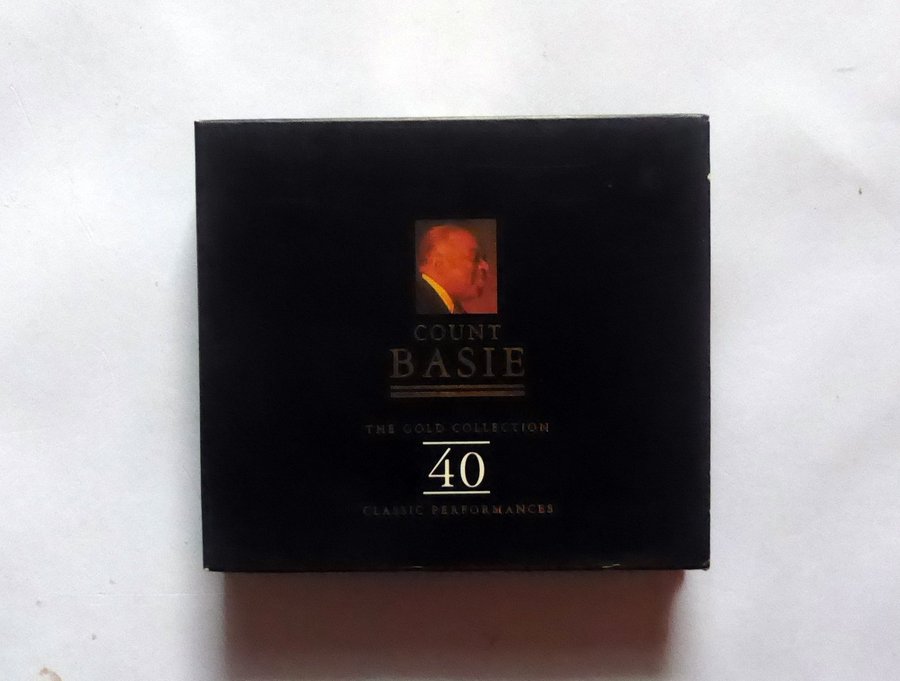 COUNT
BASIE
THE GOLD COLLECTION
40
CLASSIC PERFORMANCES